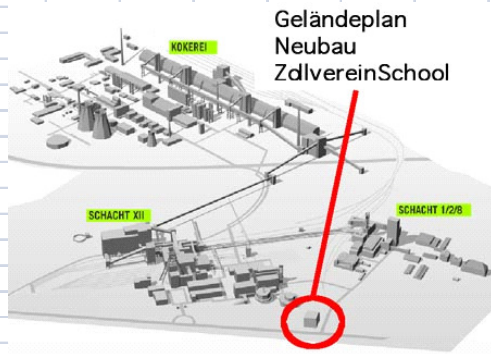 Geländeplan
Neubau
ZdlvereinSchool
KOKEREI
SCHACHT XII
SCHACHT 1/2/8